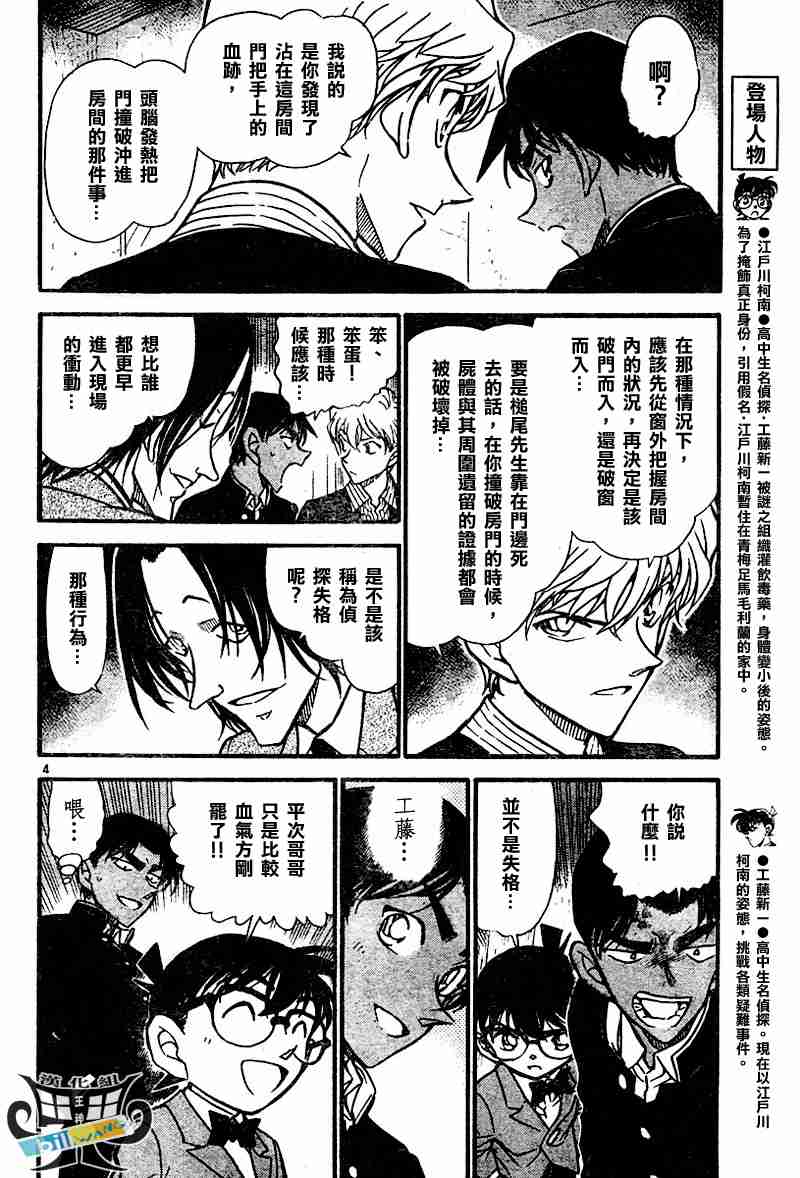 登場人物
●江戶川柯南●高中生名偵探‧工藤新一被謎之組織灌飲毒藥，身體變小後的姿態。
為了掩飾真正身份，引用假名‧江戶川柯南暫住在青梅足馬毛利蘭的家中。
●工藤新一●高中生名偵探。現在以江戶川
柯南的姿態，挑戰各類疑難事件。
啊？
我說的
是你發現了
沾在這房間
門把手上的
血跡，
頭腦發熱把
門撞破沖進
房間的那件事…
在那種情況下，
應該先從窗外把握房間
內的狀況，再決定是該
破門而入，還是破窗
而入…
要是槌尾先生靠在門邊死
去的話，在你撞破房門的時候，
屍體與其周圍遺留的證據都會
被破壞掉…
笨、
笨蛋！
那種時
候應該…
想比誰
都更早
進入現場
的衝動…
是不是該
稱為偵
探失格
呢？
那種行為…
4
你說
什麼!!
並不是失格…
工藤…
平次哥哥
只是比較
血氣方剛
罷了!!
喂…
漢化組
bill WANG